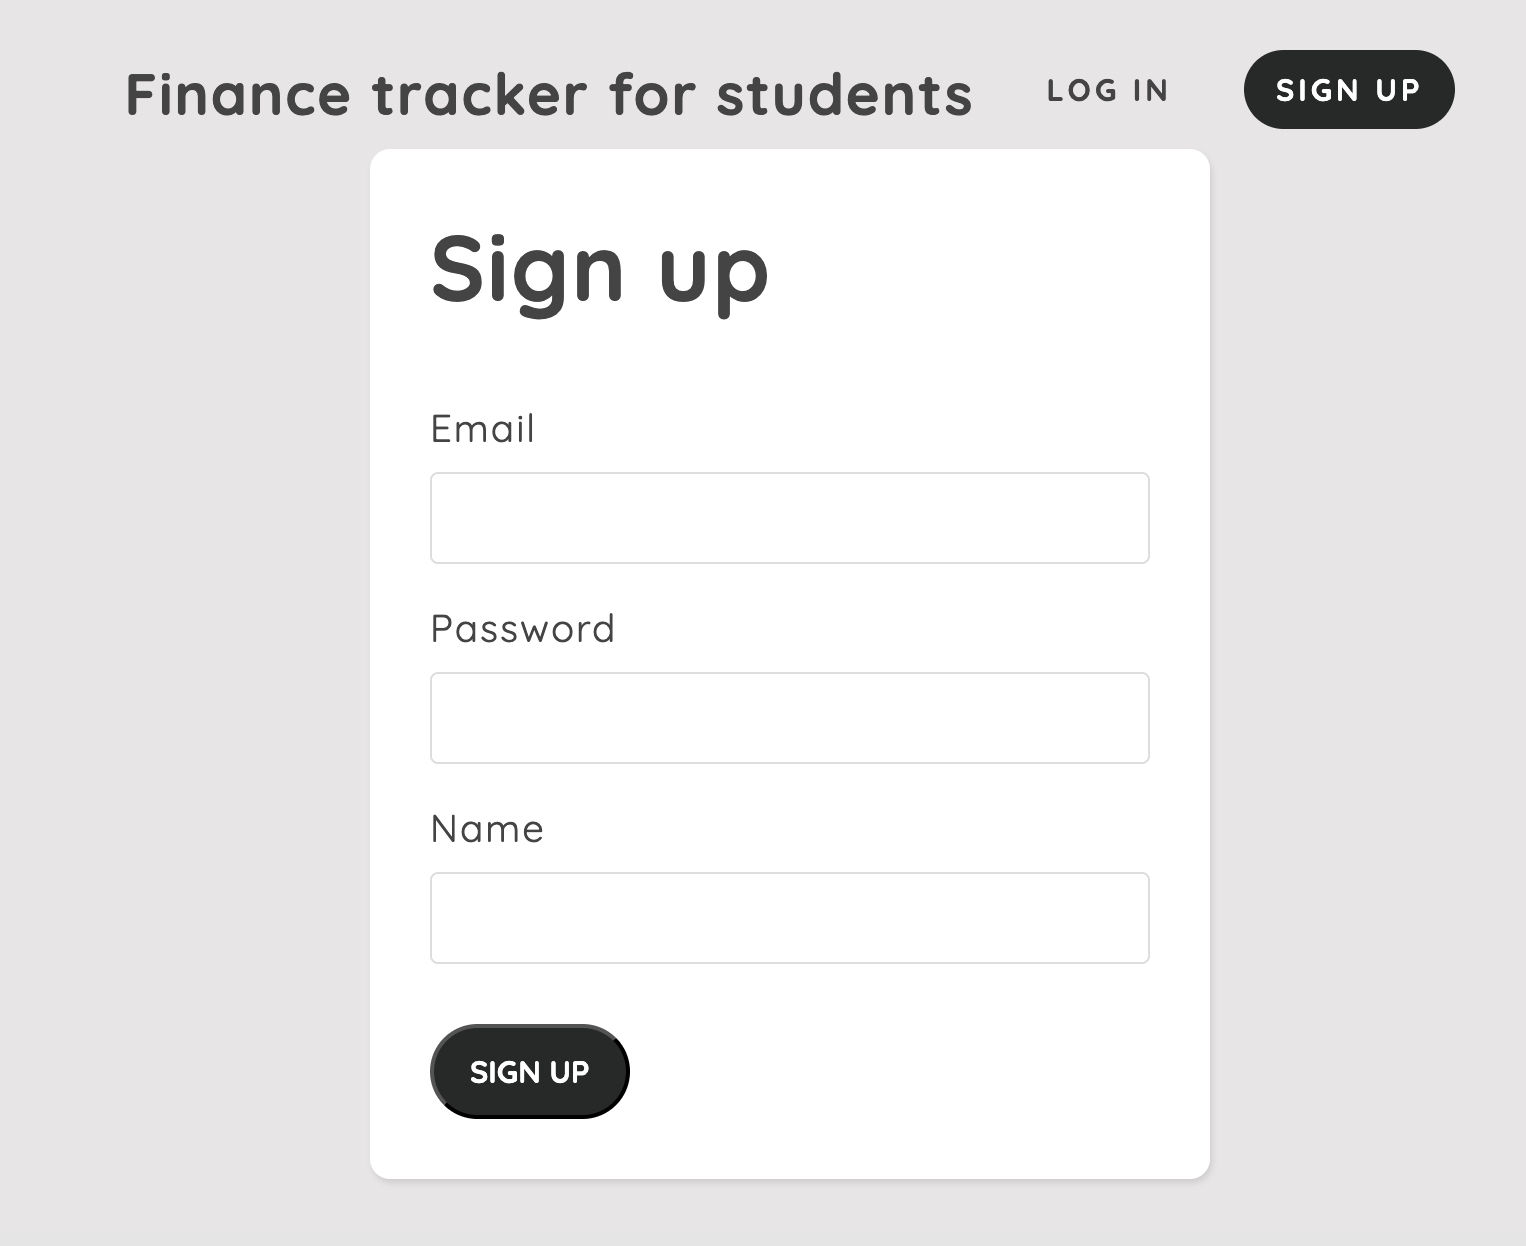 Finance tracker for students LOG IN SIGN UP
Sign up
Email
Password
Name
SIGN UP